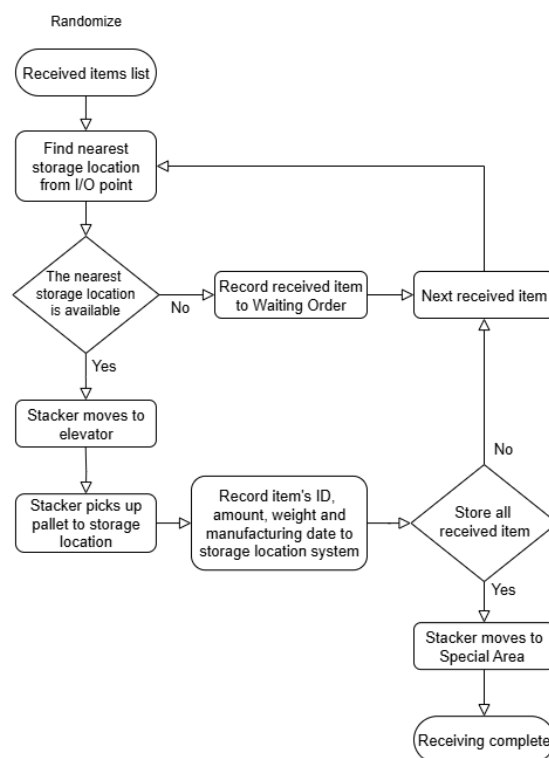 Randomize
Received items list
Find nearest
storage location
from I/O point
The nearest
storage location
is available
No
Record received item
to Waiting Order
Next received item
Yes
Stacker moves to
elevator
No
Stacker picks up
pallet to storage
location
Record item's ID,
amount, weight and
manufacturing date to
storage location system
Store all
received item
Yes
Stacker moves to
Special Area
Receiving complete